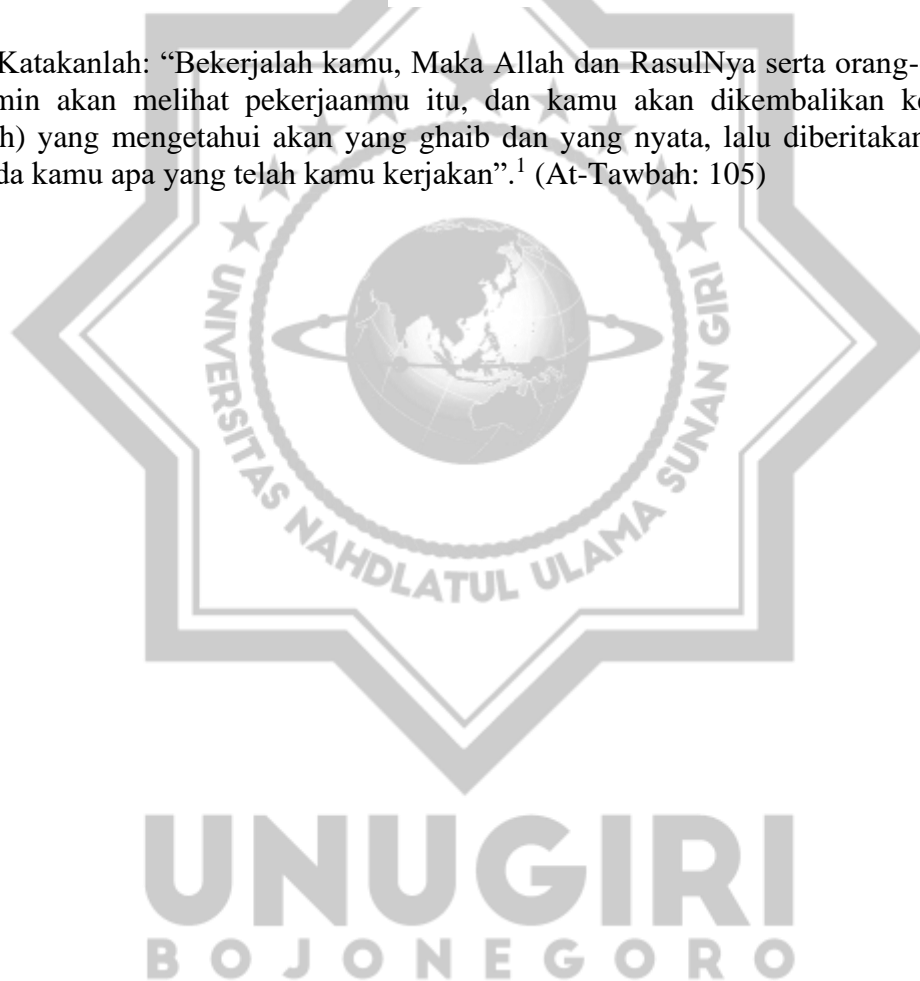 Katakanlah: “Bekerjalah kamu, Maka Allah dan RasulNya serta orang-
min akan melihat pekerjaanmu itu, dan kamu akan dikembalikan ke
h) yang mengetahui akan yang ghaib dan yang nyata, lalu diberitakan
da kamu apa yang telah kamu kerjakan”.¹ (At-Tawbah: 105)
UNIVERSITAS NAHDLATUL ULAMA SUNAN GIRI
UNUGIRI
BOJONEGORO